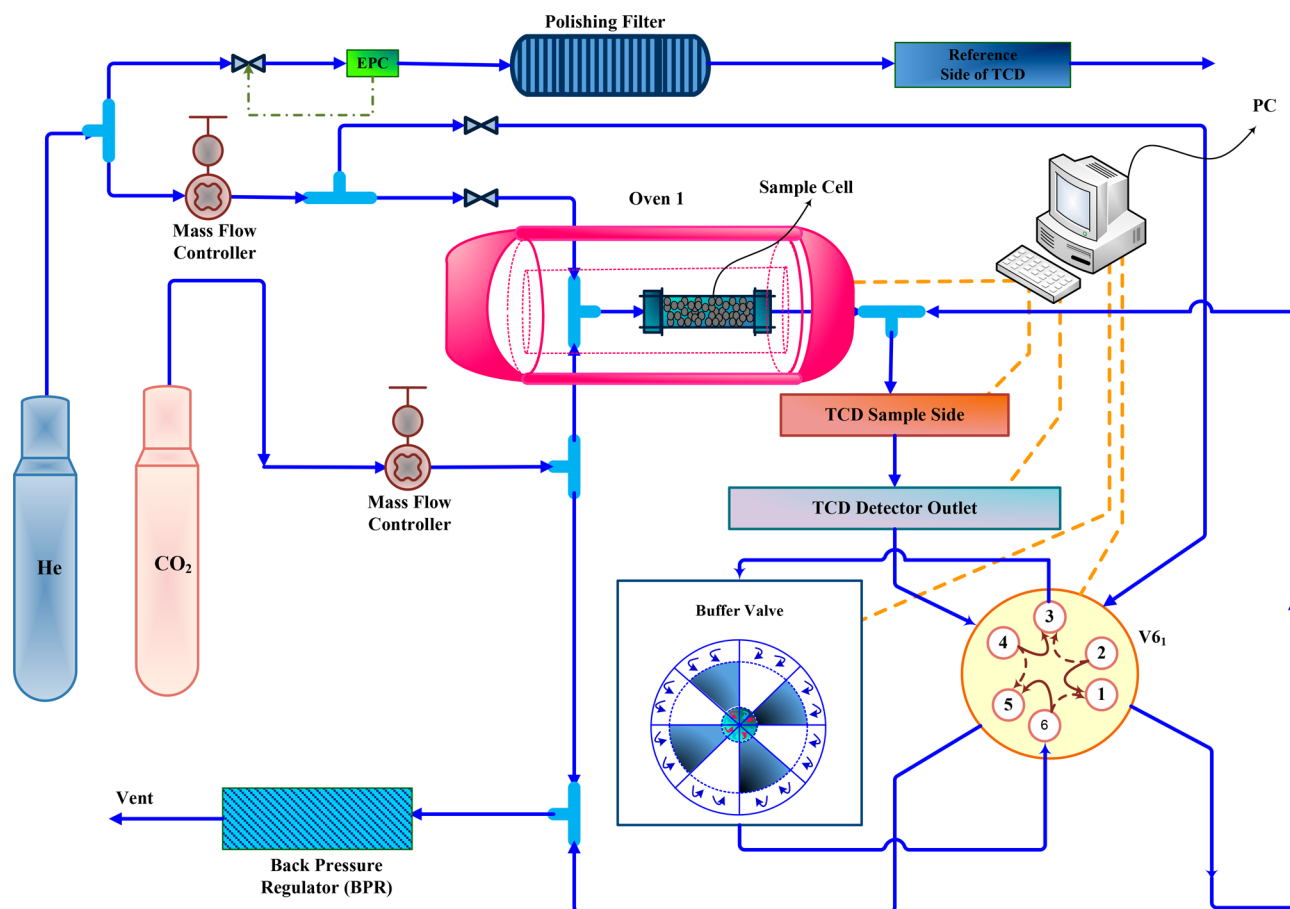 Polishing Filter
EPC
Reference
Side of TCD
PC
Mass Flow
Controller
Oven 1
Sample Cell
TCD Sample Side
Mass Flow
Controller
TCD Detector Outlet
He
CO₂
Buffer Valve
V6₁
3
4
2
5
1
6
Vent
Back Pressure
Regulator (BPR)